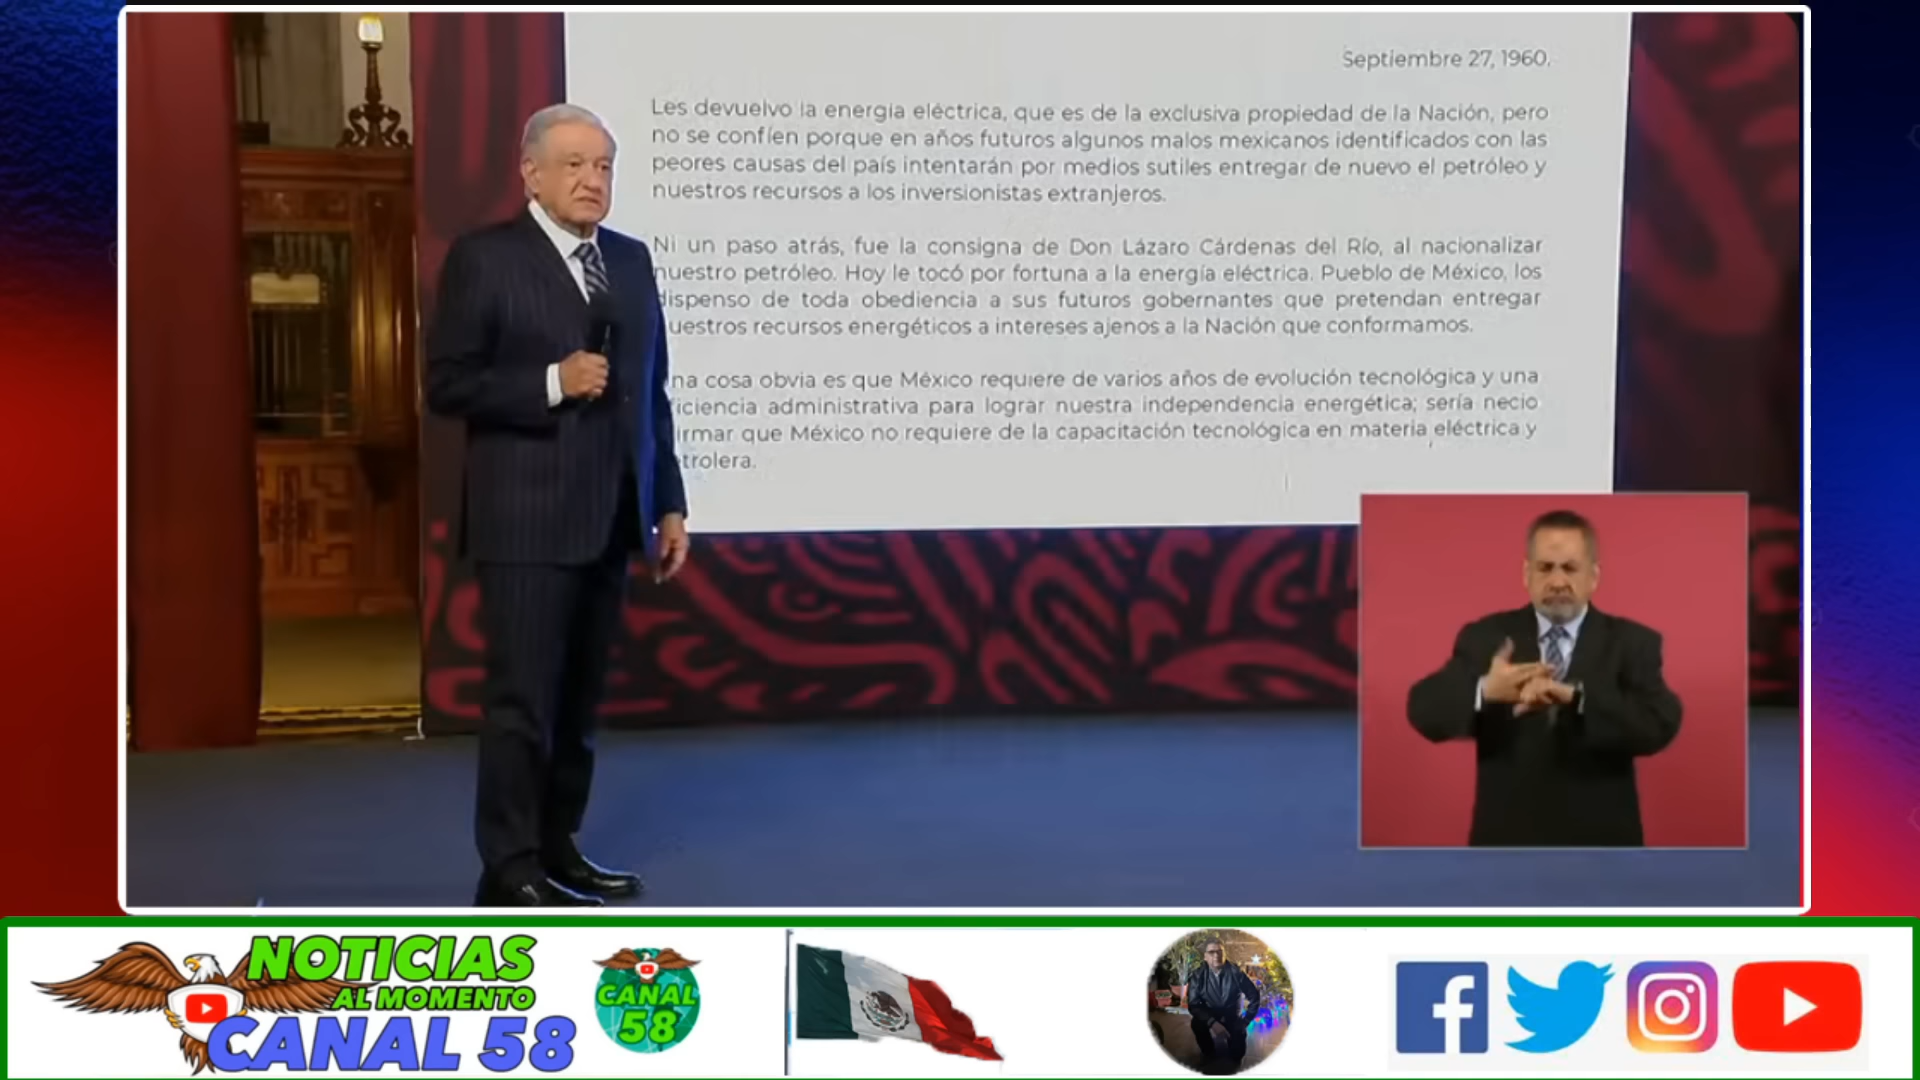 Septiembre 27, 1960.
Les devuelvo la energía eléctrica, que es de la exclusiva propiedad de la Nación, pero
no se confíen porque en años futuros algunos malos mexicanos identificados con las
peores causas del país intentarán por medios sutiles entregar de nuevo el petróleo y
nuestros recursos a los inversionistas extranjeros.
Ni un paso atrás, fue la consigna de Don Lázaro Cárdenas del Río, al nacionalizar
nuestro petróleo. Hoy le tocó por fortuna a la energía eléctrica. Pueblo de México, los
dispenso de toda obediencia a sus futuros gobernantes que pretendan entregar
uestros recursos energéticos a intereses ajenos a la Nación que conformamos.
na cosa obvia es que México requiere de varios años de evolución tecnológica y una
iciencia administrativa para lograr nuestra independencia energética; sería necio
irmar que México no requiere de la capacitación tecnológica en materia eléctrica y
trolera.
NOTICIAS
AL MOMENTO
CANAL 58
CANAL
58